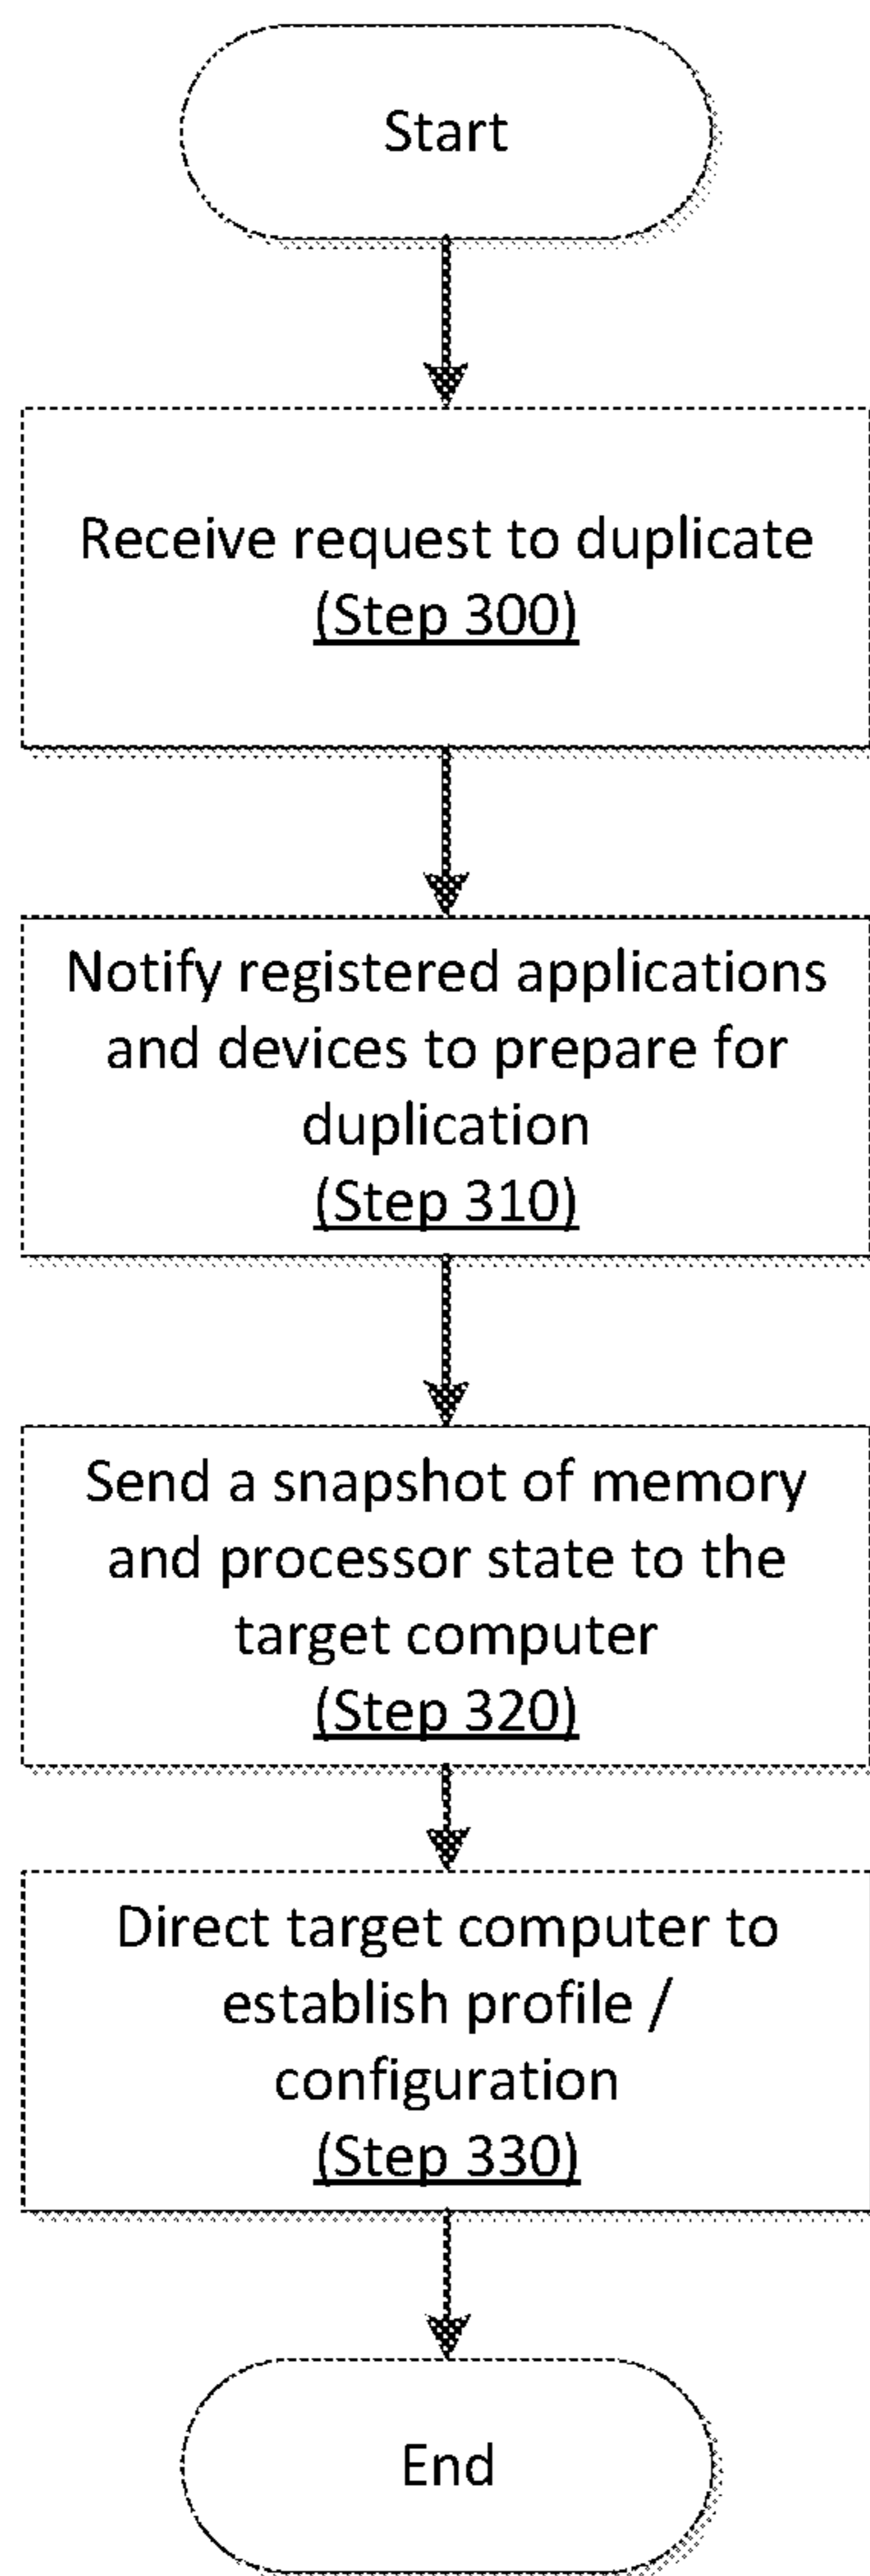 Start
Receive request to duplicate
(Step 300)
Notify registered applications
and devices to prepare for
duplication
(Step 310)
Send a snapshot of memory
and processor state to the
target computer
(Step 320)
Direct target computer to
establish profile /
configuration
(Step 330)
End